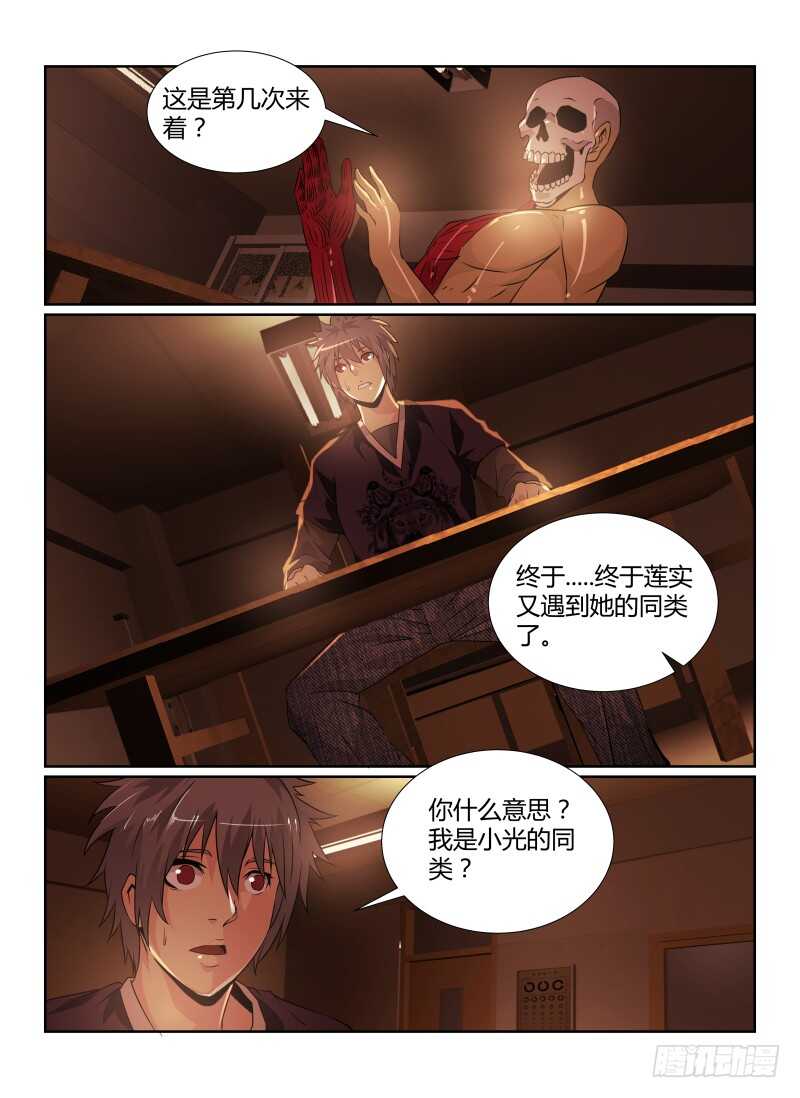 这是第几次来
着？
终于.....终于莲实
又遇到她的同类
了。
你什么意思？
我是小光的同
类？
腾讯动漫